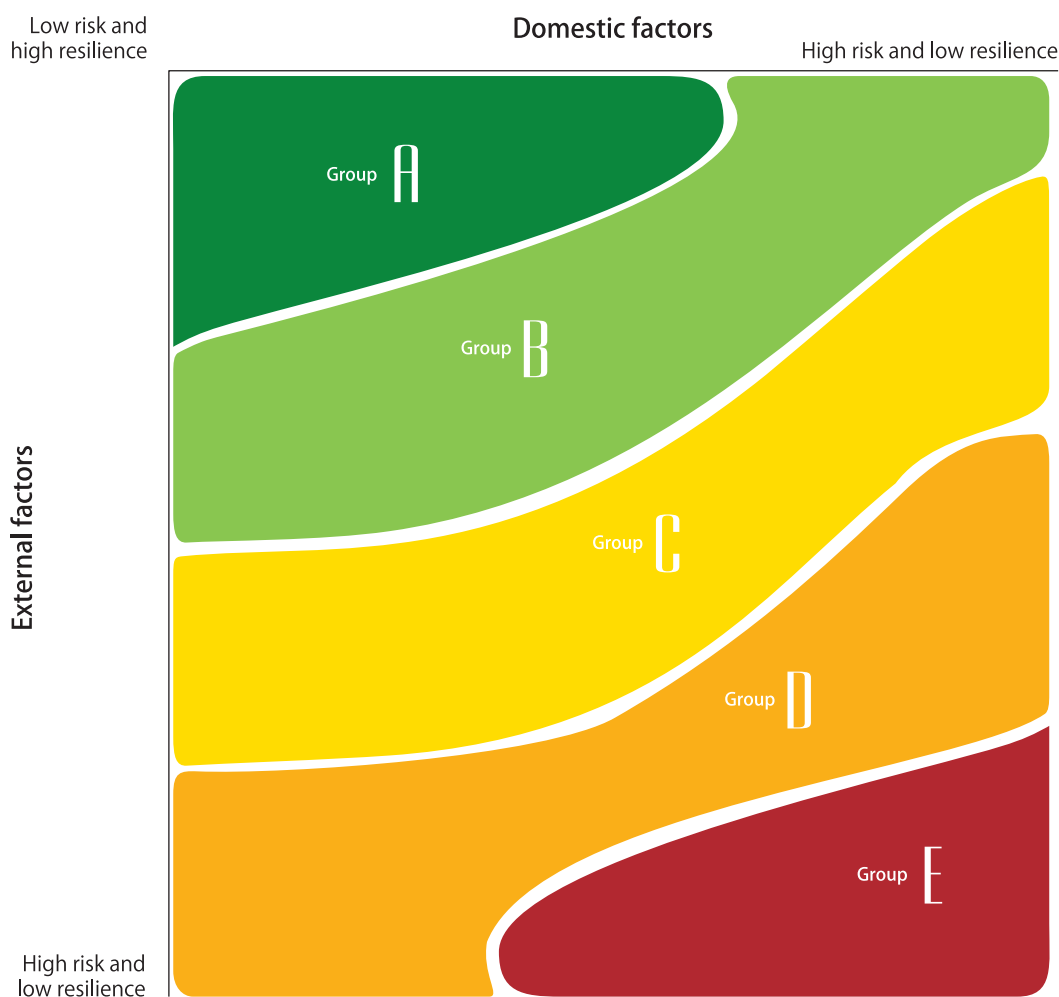 Low risk and
high resilience
Domestic factors
High risk and low resilience
Group A
Group B
External factors
Group C
Group D
Group E
High risk and
low resilience